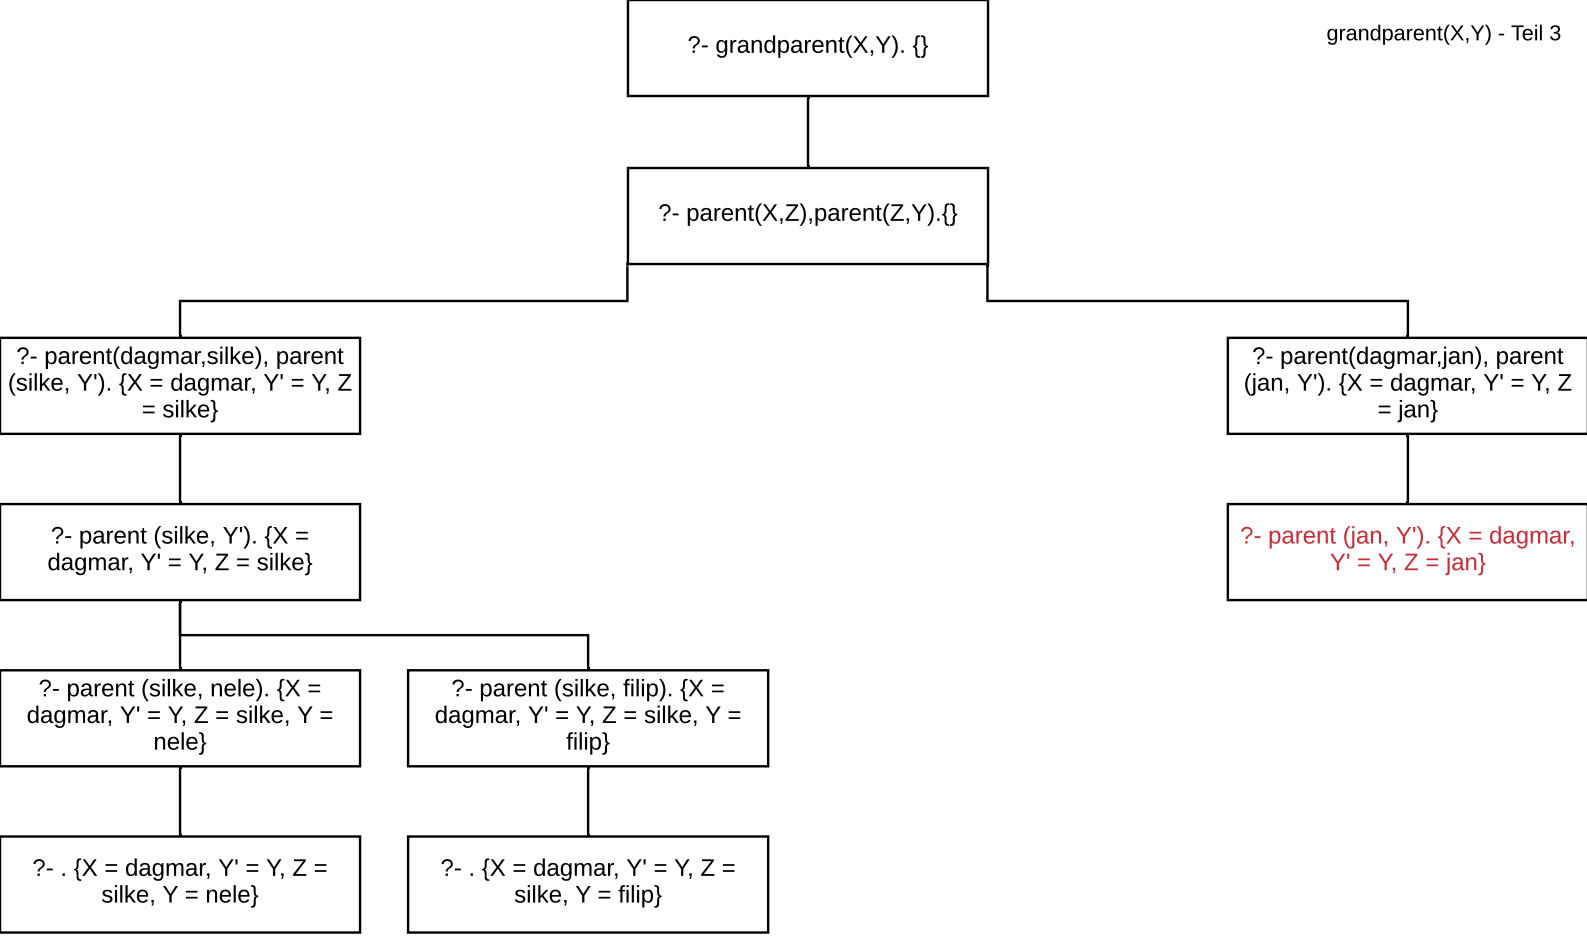 ?- grandparent(X,Y). {}
grandparent(X,Y) - Teil 3
?- parent(X,Z),parent(Z,Y).{}
?- parent(dagmar,silke), parent
(silke, Y'). {X = dagmar, Y' = Y, Z
= silke}
?- parent(dagmar,jan), parent
(jan, Y'). {X = dagmar, Y' = Y, Z
= jan}
?- parent (silke, Y'). {X =
dagmar, Y' = Y, Z = silke}
?- parent (jan, Y'). {X = dagmar,
Y' = Y, Z = jan}
?- parent (silke, nele). {X =
dagmar, Y' = Y, Z = silke, Y =
nele}
?- parent (silke, filip). {X =
dagmar, Y' = Y, Z = silke, Y =
filip}
?- . {X = dagmar, Y' = Y, Z =
silke, Y = nele}
?- . {X = dagmar, Y' = Y, Z =
silke, Y = filip}